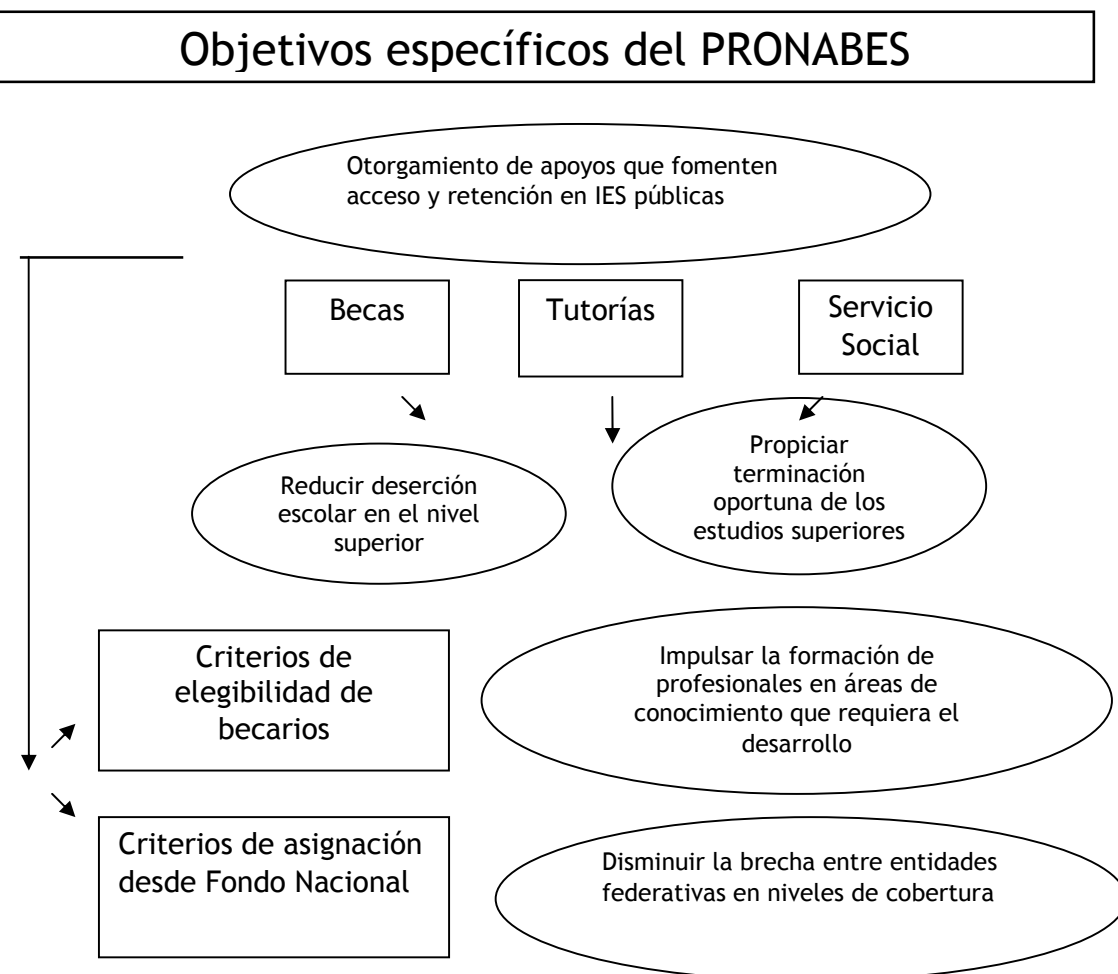 Objetivos específicos del PRONABES
Otorgamiento de apoyos que fomenten
acceso y retención en IES públicas
Becas
Tutorías
Servicio
Social
Reducir deserción
escolar en el nivel
superior
Propiciar
terminación
oportuna de los
estudios superiores
Criterios de
elegibilidad de
becarios
Impulsar la formación de
profesionales en áreas de
conocimiento que requiera el
desarrollo
Criterios de asignación
desde Fondo Nacional
Disminuir la brecha entre entidades
federativas en niveles de cobertura